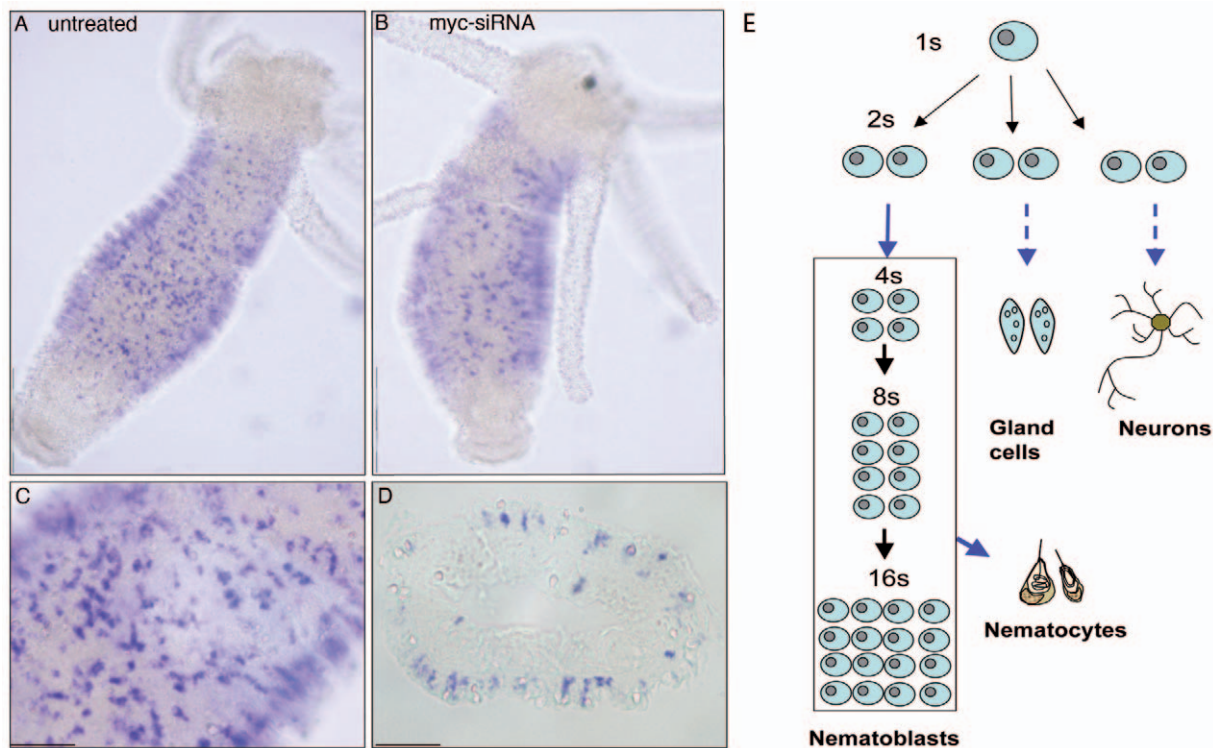 A untreated
B myc-siRNA
C
D
E
1s
2s
4s
8s
16s
Gland
cells
Neurons
Nematocytes
Nematoblasts